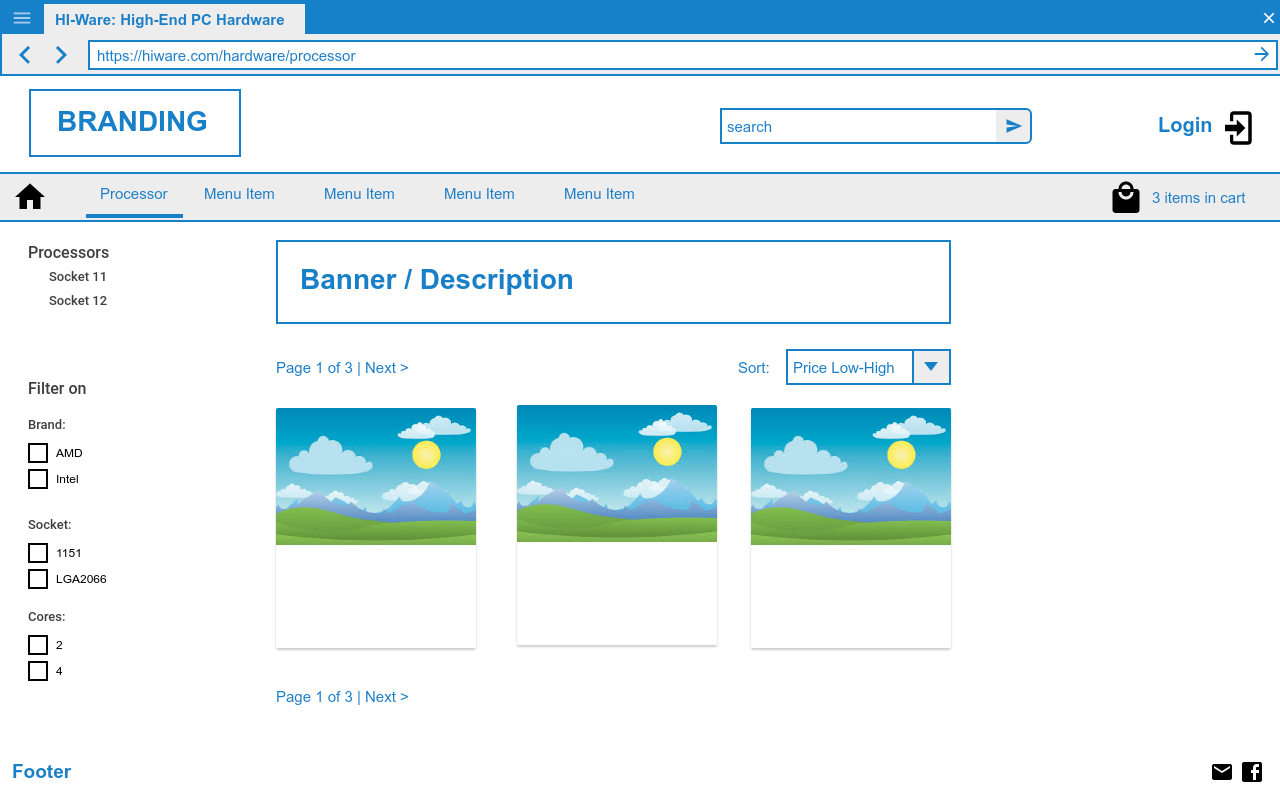 HI-Ware: High-End PC Hardware
https://hiware.com/hardware/processor
BRANDING
search
Login
Processor
Menu Item
Menu Item
Menu Item
Menu Item
3 items in cart
Processors
Socket 11
Socket 12
Filter on
Brand:
AMD
Intel
Socket:
1151
LGA2066
Cores:
2
4
Banner / Description
Page 1 of 3 | Next >
Sort:
Price Low-High
Page 1 of 3 | Next >
Footer